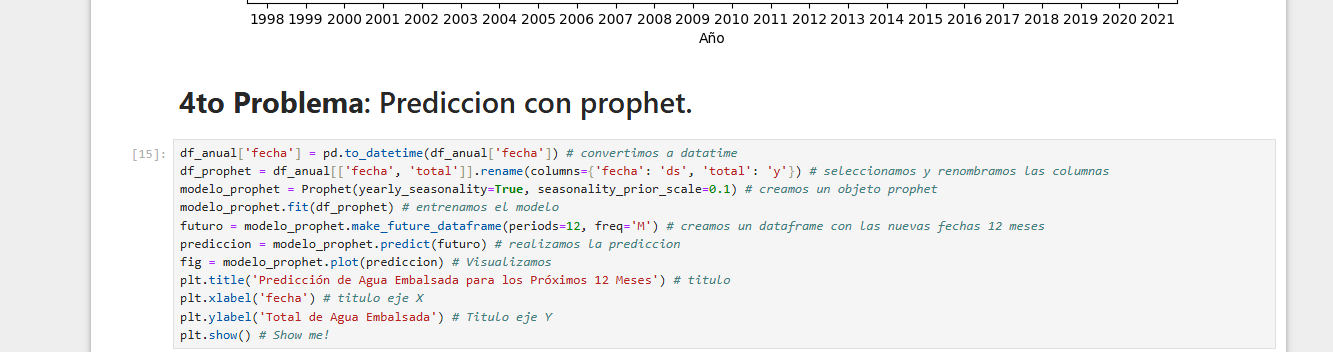 1998 1999 2000 2001 2002 2003 2004 2005 2006 2007 2008 2009 2010 2011 2012 2013 2014 2015 2016 2017 2018 2019 2020 2021
Año
4to Problema: Prediccion con prophet.
[15]:
df_anual['fecha'] = pd.to_datetime(df_anual['fecha']) # convertimos a datatime
df_prophet = df_anual[['fecha', 'total']].rename(columns={'fecha': 'ds', 'total': 'y'}) # seleccionamos y renombramos las columnas
modelo_prophet = Prophet(yearly_seasonality=True, seasonality_prior_scale=0.1) # creamos un objeto prophet
modelo_prophet.fit(df_prophet) # entrenamos el modelo
futuro = modelo_prophet.make_future_dataframe(periods=12, freq='M') # creamos un dataframe con las nuevas fechas 12 meses
prediccion = modelo_prophet.predict(futuro) # realizamos la prediccion
fig = modelo_prophet.plot(prediccion) # Visualizamos
plt.title('Predicción de Agua Embalsada para los Próximos 12 Meses') # titulo
plt.xlabel('fecha') # titulo eje X
plt.ylabel('Total de Agua Embalsada') # Titulo eje Y
plt.show() # Show me!